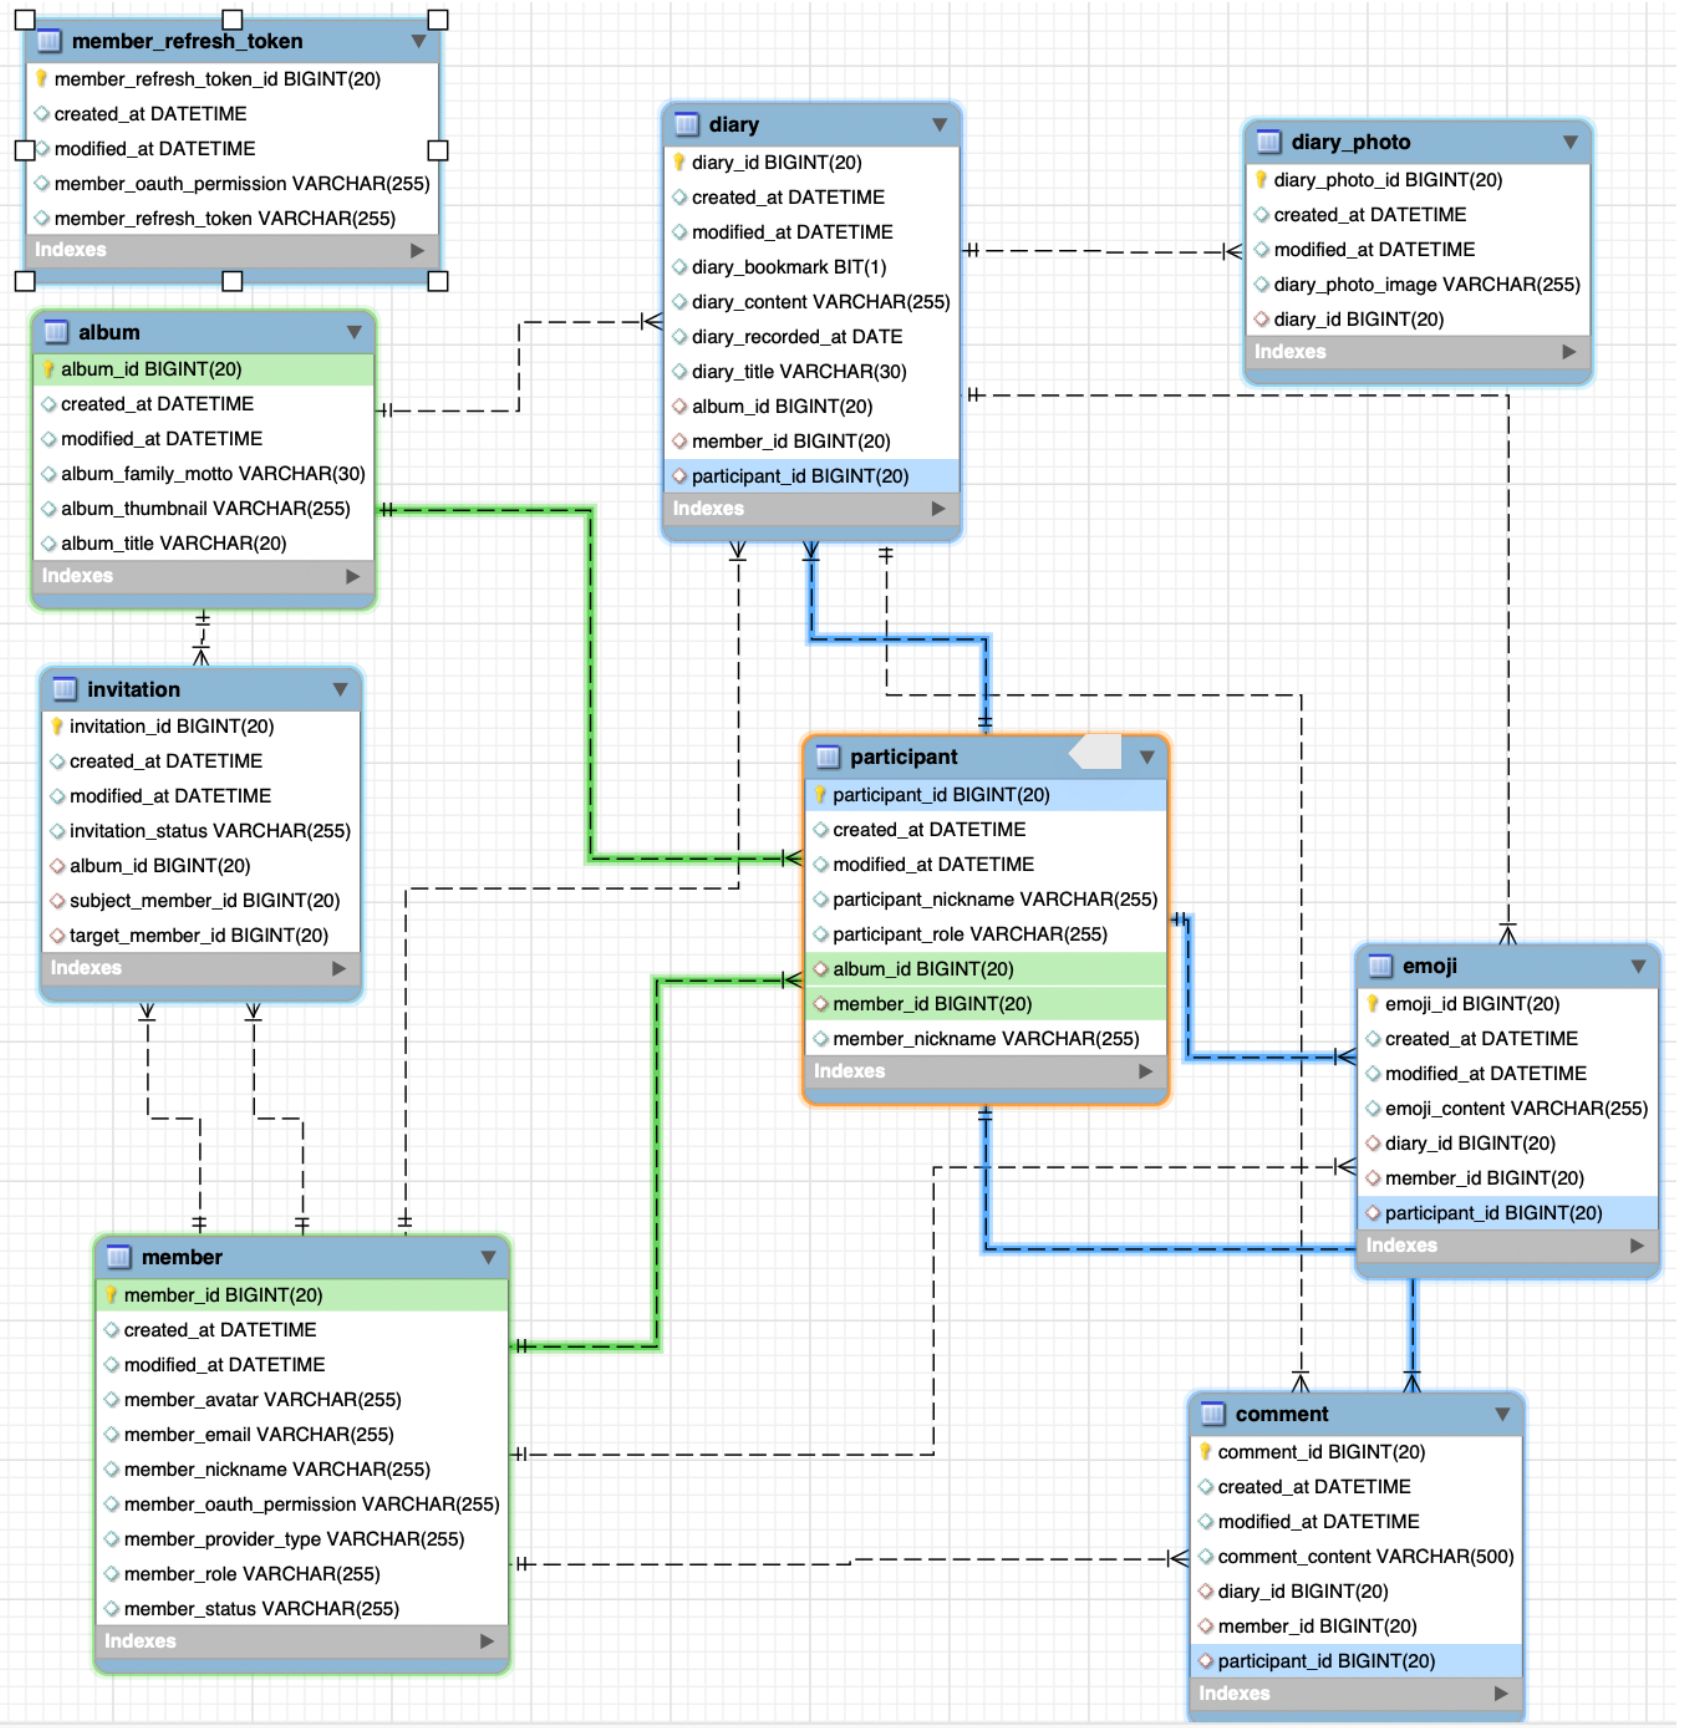 member_refresh_token
member_refresh_token_id BIGINT(20)
created_at DATETIME
modified_at DATETIME
member_oauth_permission VARCHAR(255)
member_refresh_token VARCHAR(255)
Indexes
diary
diary_id BIGINT(20)
created_at DATETIME
modified_at DATETIME
diary_bookmark BIT(1)
diary_content VARCHAR(255)
diary_recorded_at DATE
diary_title VARCHAR(30)
album_id BIGINT(20)
member_id BIGINT(20)
participant_id BIGINT(20)
Indexes
diary_photo
diary_photo_id BIGINT(20)
created_at DATETIME
modified_at DATETIME
diary_photo_image VARCHAR(255)
diary_id BIGINT(20)
Indexes
album
album_id BIGINT(20)
created_at DATETIME
modified_at DATETIME
album_family_motto VARCHAR(30)
album_thumbnail VARCHAR(255)
album_title VARCHAR(20)
Indexes
invitation
invitation_id BIGINT(20)
created_at DATETIME
modified_at DATETIME
invitation_status VARCHAR(255)
album_id BIGINT(20)
subject_member_id BIGINT(20)
target_member_id BIGINT(20)
Indexes
participant
participant_id BIGINT(20)
created_at DATETIME
modified_at DATETIME
participant_nickname VARCHAR(255)
participant_role VARCHAR(255)
album_id BIGINT(20)
member_id BIGINT(20)
member_nickname VARCHAR(255)
Indexes
emoji
emoji_id BIGINT(20)
created_at DATETIME
modified_at DATETIME
emoji_content VARCHAR(255)
diary_id BIGINT(20)
member_id BIGINT(20)
participant_id BIGINT(20)
Indexes
member
member_id BIGINT(20)
created_at DATETIME
modified_at DATETIME
member_avatar VARCHAR(255)
member_email VARCHAR(255)
member_nickname VARCHAR(255)
member_oauth_permission VARCHAR(255)
member_provider_type VARCHAR(255)
member_role VARCHAR(255)
member_status VARCHAR(255)
Indexes
comment
comment_id BIGINT(20)
created_at DATETIME
modified_at DATETIME
comment_content VARCHAR(500)
diary_id BIGINT(20)
member_id BIGINT(20)
participant_id BIGINT(20)
Indexes